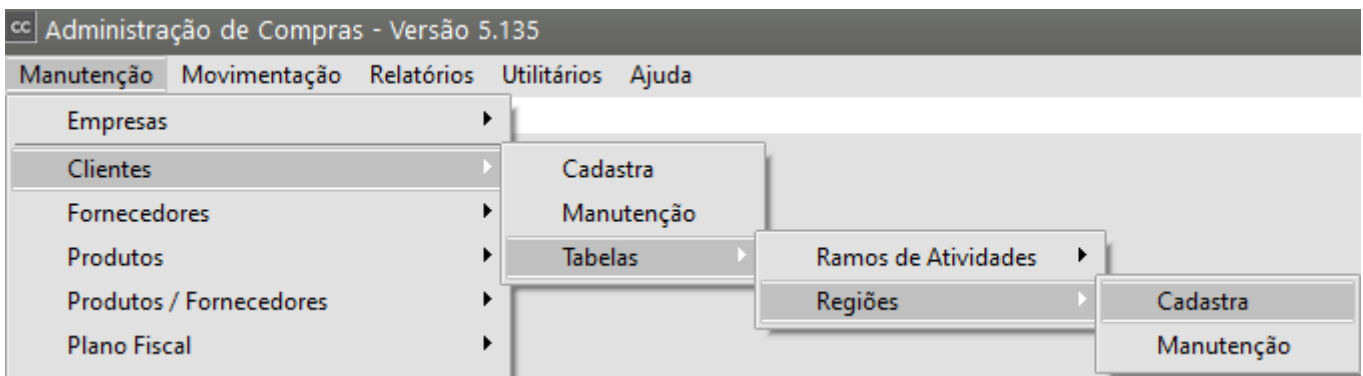 cc Administração de Compras - Versão 5.135
Manutenção Movimentação Relatórios Utilitários Ajuda
Empresas
Clientes
Fornecedores
Produtos
Produtos / Fornecedores
Plano Fiscal
Cadastra
Manutenção
Tabelas
Ramos de Atividades
Regiões
Cadastra
Manutenção